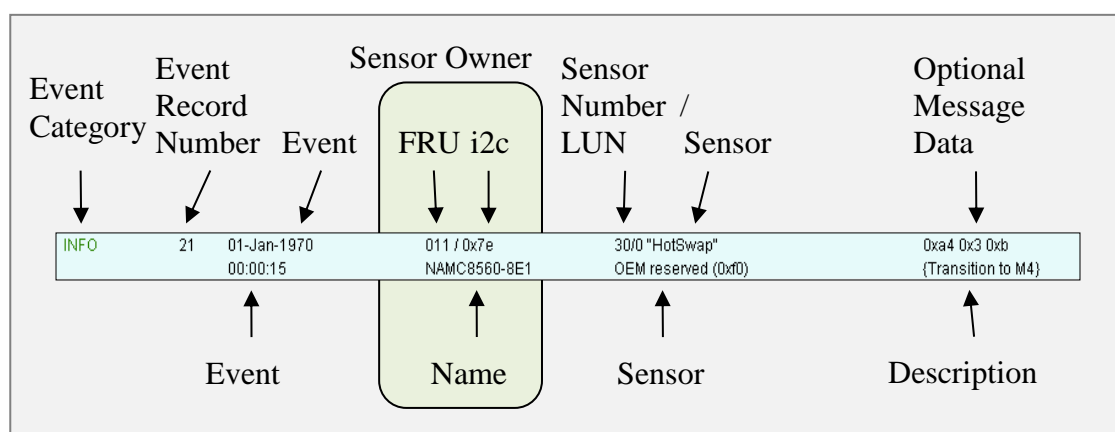 Event Category
Event Record Number
Event
Sensor Owner
FRU i2c
Sensor Number / LUN
Sensor
Optional Message Data
INFO 21 01-Jan-1970 011 / 0x7e 30/0 "HotSwap" 0xa4 0x3 0xb
00:00:15 NAMC8560-8E1 OEM reserved (0xf0) {Transition to M4}
Event Name Sensor Description